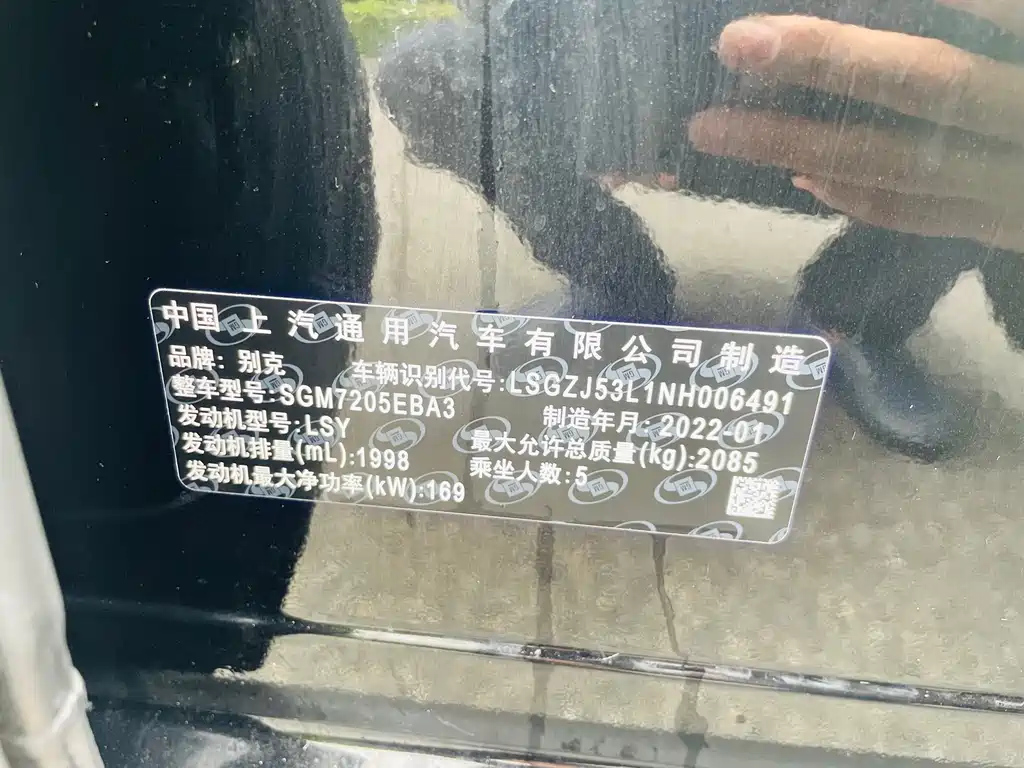 中国上汽通用汽车有限公司制造
品牌: 别克 车辆识别代号:LSGZJ53L1NH006491
整车型号:SGM7205EBA3 制造年月:2022-01
发动机型号:LSY 最大允许总质量(kg):2085
发动机排量(mL):1998 乘坐人数:5
发动机最大净功率(kW):169